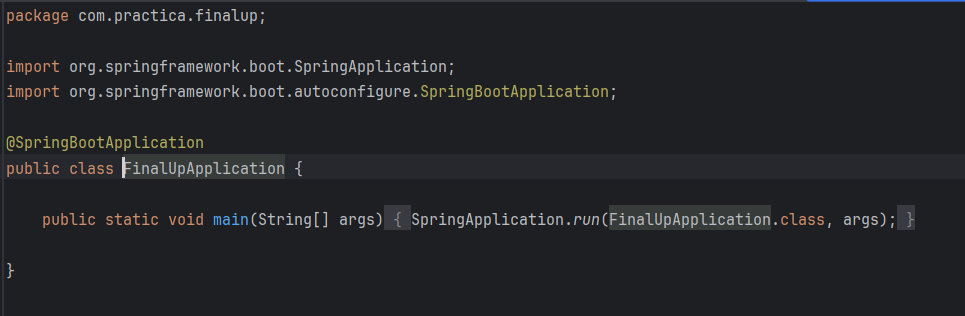 package com.practica.finalup;
import org.springframework.boot.SpringApplication;
import org.springframework.boot.autoconfigure.SpringBootApplication;
@SpringBootApplication
public class FinalUpApplication {
public static void main(String[] args) { SpringApplication.run(FinalUpApplication.class, args); }
}